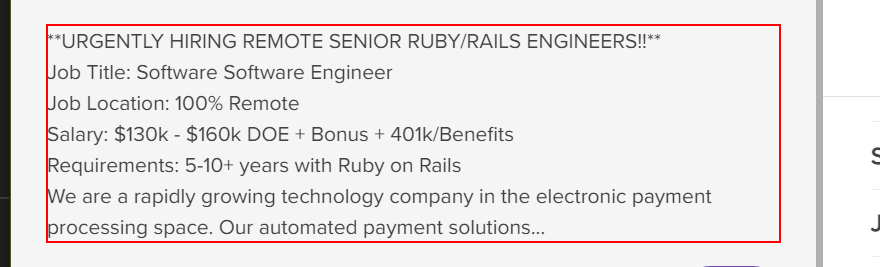 **URGENTLY HIRING REMOTE SENIOR RUBY/RAILS ENGINEERS!!**
Job Title: Software Software Engineer
Job Location: 100% Remote
Salary: $130k - $160k DOE + Bonus + 401k/Benefits
Requirements: 5-10+ years with Ruby on Rails
We are a rapidly growing technology company in the electronic payment
processing space. Our automated payment solutions...